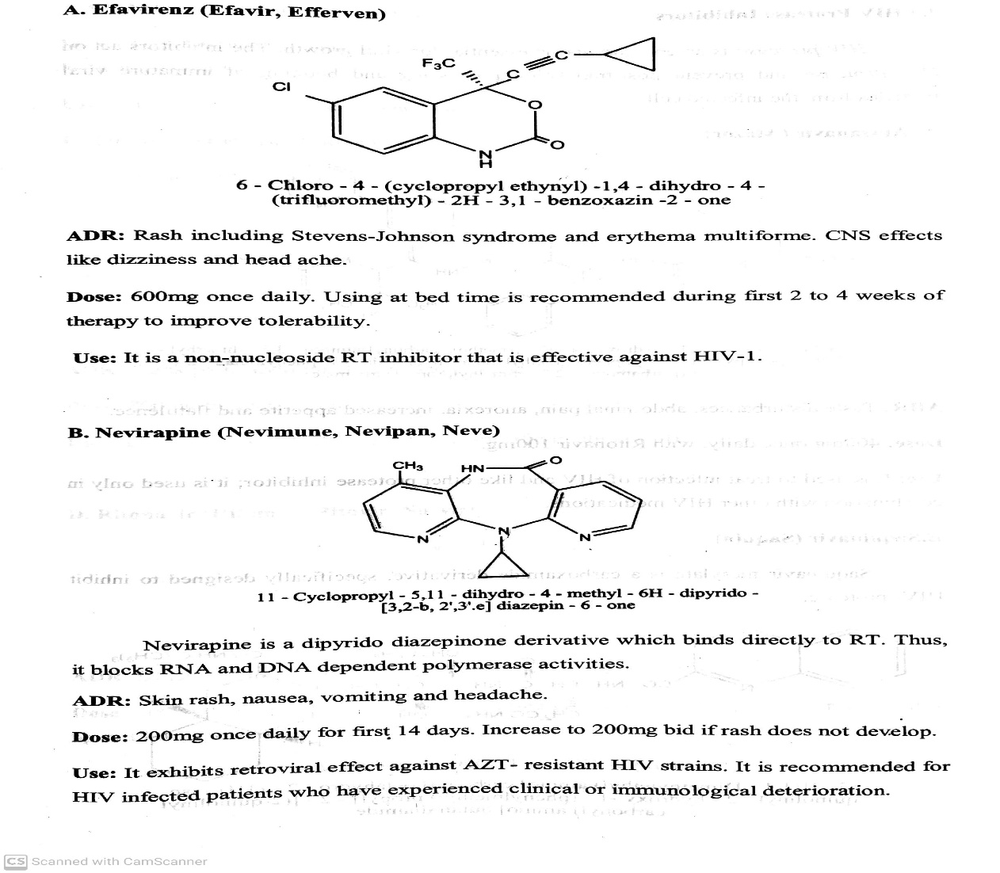 A. Efavirenz (Efavir, Efferven)
F₃C
C
C
Cl
O
O
N
H
6 - Chloro - 4 - (cyclopropyl ethynyl) -1,4 - dihydro - 4 -
(trifluoromethyl) - 2H - 3,1 - benzoxazin -2 - one
ADR: Rash including Stevens-Johnson syndrome and erythema multiforme. CNS effects
like dizziness and head ache.
Dose: 600mg once daily. Using at bed time is recommended during first 2 to 4 weeks of
therapy to improve tolerability.
Use: It is a non-nucleoside RT inhibitor that is effective against HIV-1.
B. Nevirapine (Nevimune, Nevipan, Neve)
CH₃
HN
O
N
N
N
11 - Cyclopropyl - 5,11 - dihydro - 4 - methyl - 6H - dipyrido -
[3,2-b, 2',3'.e] diazepin - 6 - one
Nevirapine is a dipyrido diazepinone derivative which binds directly to RT. Thus,
it blocks RNA and DNA dependent polymerase activities.
ADR: Skin rash, nausea, vomiting and headache.
Dose: 200mg once daily for first 14 days. Increase to 200mg bid if rash does not develop.
Use: It exhibits retroviral effect against AZT- resistant HIV strains. It is recommended for
HIV infected patients who have experienced clinical or immunological deterioration.
CS Scanned with CamScanner